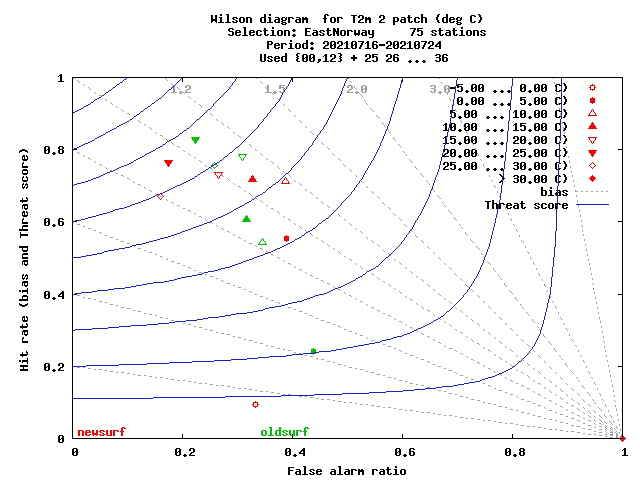 Wilson diagram for T2m 2 patch (deg C)
Selection: EastNorway 75 stations
Period: 20210716-20210724
Used {00,12} + 25 26 ... 36
1
0.8
0.6
0.4
0.2
0
Hit rate (bias and Threat score)
1.2
1.5
2.0
3.0
-5.00 ... 0.00 C)
0.00 ... 5.00 C)
5.00 ... 10.00 C)
10.00 ... 15.00 C)
15.00 ... 20.00 C)
20.00 ... 25.00 C)
25.00 ... 30.00 C)
> 30.00 C)
bias
Threat score
newsurf
oldsurf
0 0.2 0.4 0.6 0.8 1
False alarm ratio